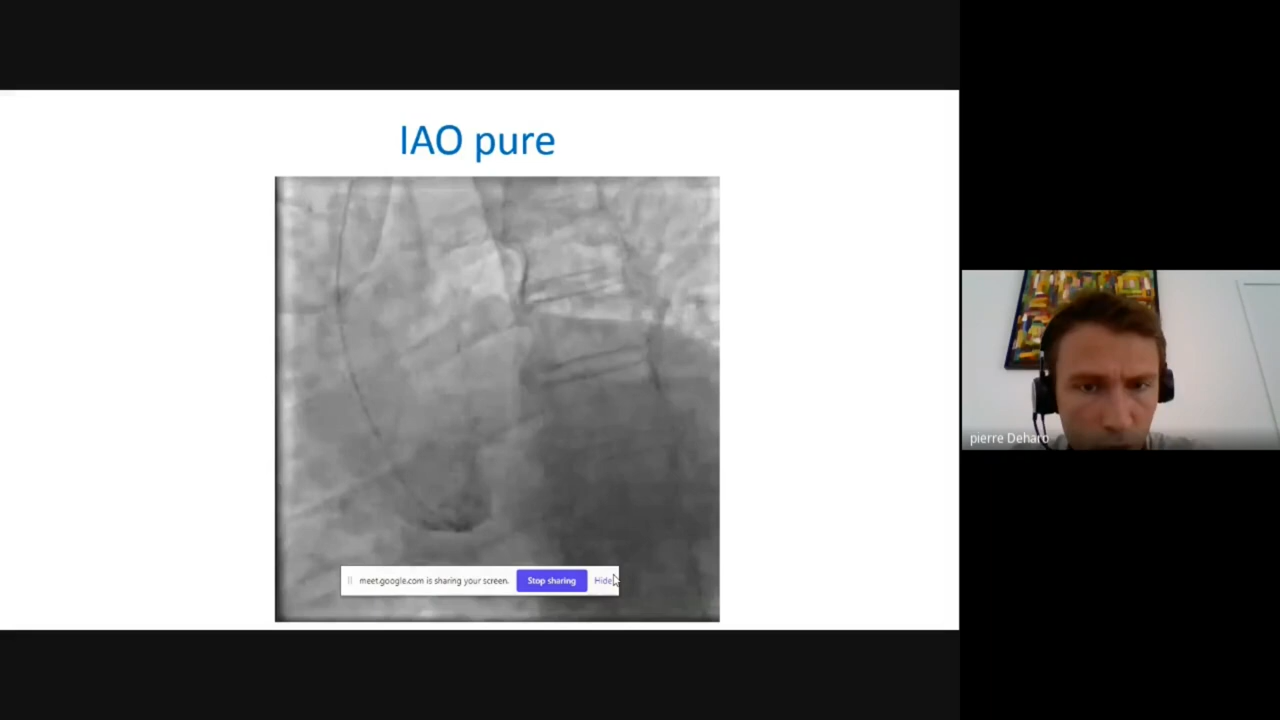 IAO pure
meet.google.com is sharing your screen.
Stop sharing
Hide
pierre Deharo